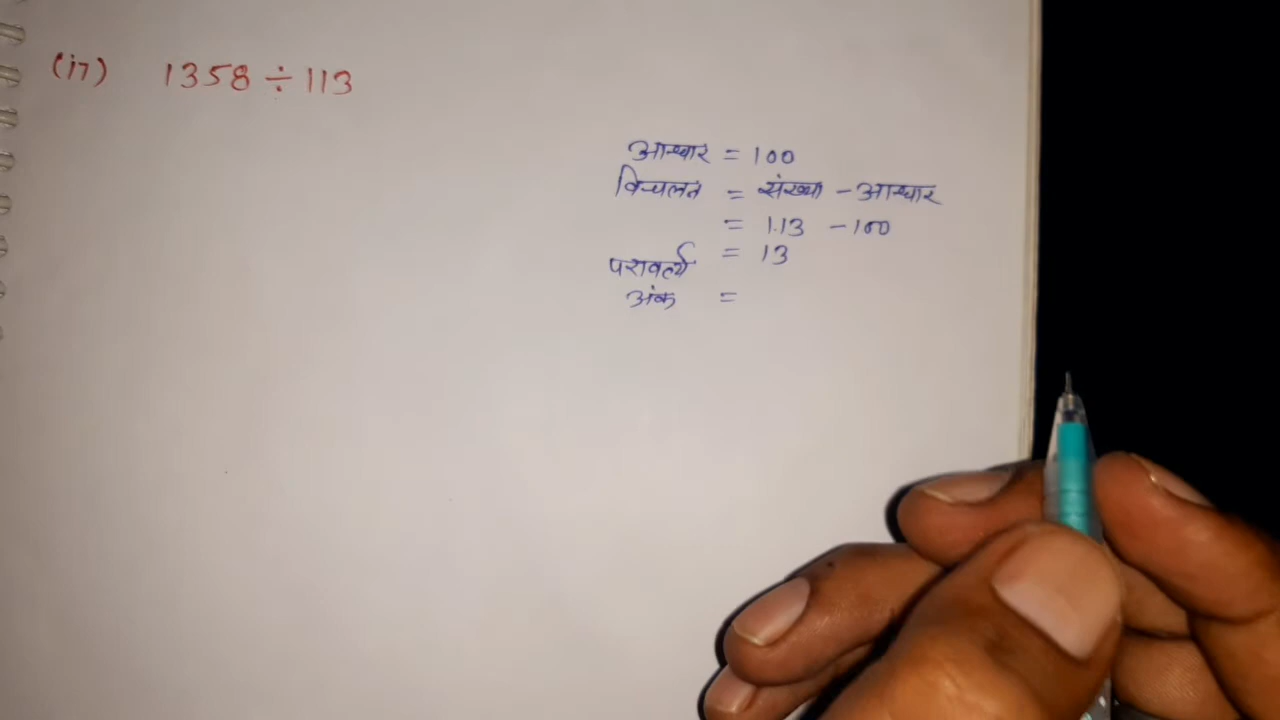 (i7) 1358 ÷ 113
आधार = 100
विचलन = संख्या - आधार
= 113 - 100
= 13
परावर्त्य
अंक =